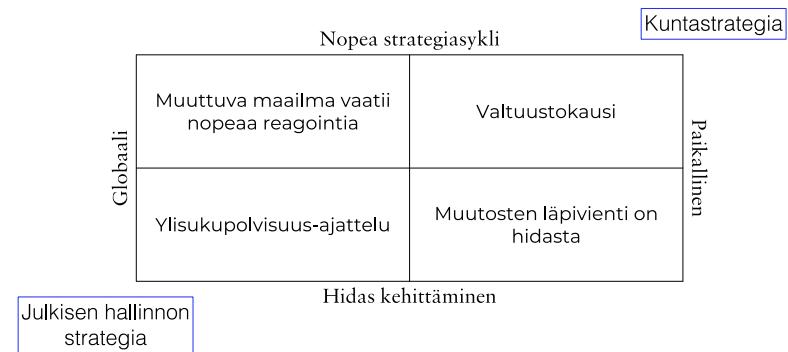 Kuntastrategia
Nopea strategiasykli
Globaali
Muuttuva maailma vaatii
nopeaa reagointia
Valtuustokausi
Paikallinen
Ylisukupolvisuus-ajattelu
Muutosten läpivienti on
hidasta
Hidas kehittäminen
Julkisen hallinnon
strategia